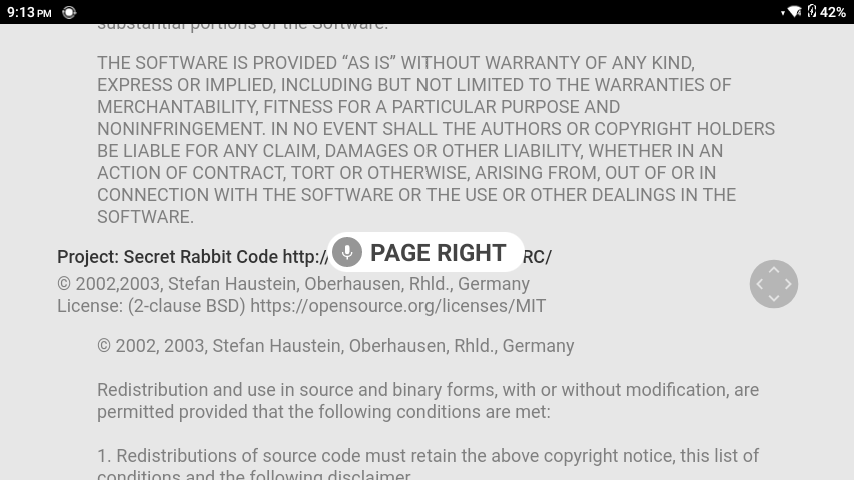 9:13 PM 42%
substantial portions of the Software.
THE SOFTWARE IS PROVIDED “AS IS” WITHOUT WARRANTY OF ANY KIND,
EXPRESS OR IMPLIED, INCLUDING BUT NOT LIMITED TO THE WARRANTIES OF
MERCHANTABILITY, FITNESS FOR A PARTICULAR PURPOSE AND
NONINFRINGEMENT. IN NO EVENT SHALL THE AUTHORS OR COPYRIGHT HOLDERS
BE LIABLE FOR ANY CLAIM, DAMAGES OR OTHER LIABILITY, WHETHER IN AN
ACTION OF CONTRACT, TORT OR OTHERWISE, ARISING FROM, OUT OF OR IN
CONNECTION WITH THE SOFTWARE OR THE USE OR OTHER DEALINGS IN THE
SOFTWARE.
Project: Secret Rabbit Code http:// RC/
PAGE RIGHT
© 2002,2003, Stefan Haustein, Oberhausen, Rhld., Germany
License: (2-clause BSD) https://opensource.org/licenses/MIT
© 2002, 2003, Stefan Haustein, Oberhausen, Rhld., Germany
Redistribution and use in source and binary forms, with or without modification, are
permitted provided that the following conditions are met:
1. Redistributions of source code must retain the above copyright notice, this list of
conditions and the following disclaimer.